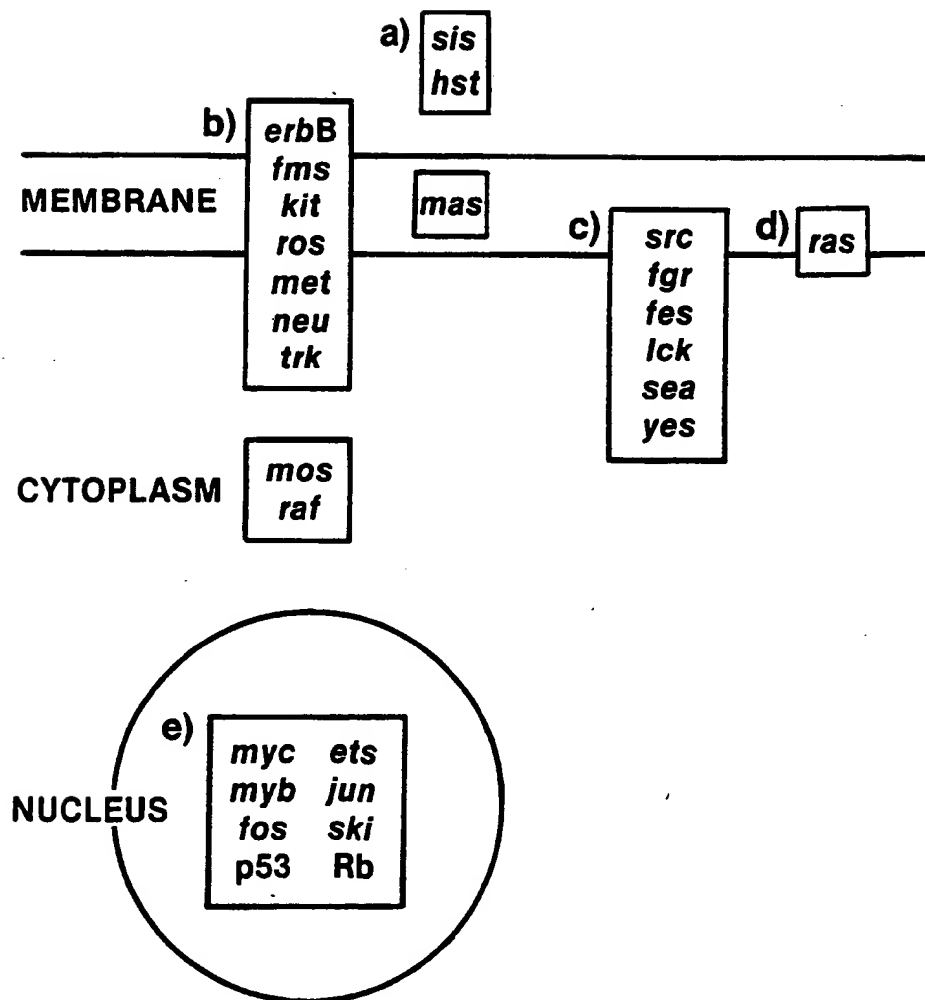 a)
sis
hst
b)
erbB
fms
kit
ros
met
neu
trk
MEMBRANE
mas
c)
src
fgr
fes
lck
sea
yes
d)
ras
CYTOPLASM
mos
raf
NUCLEUS
e)
myc ets
myb jun
fos ski
p53 Rb